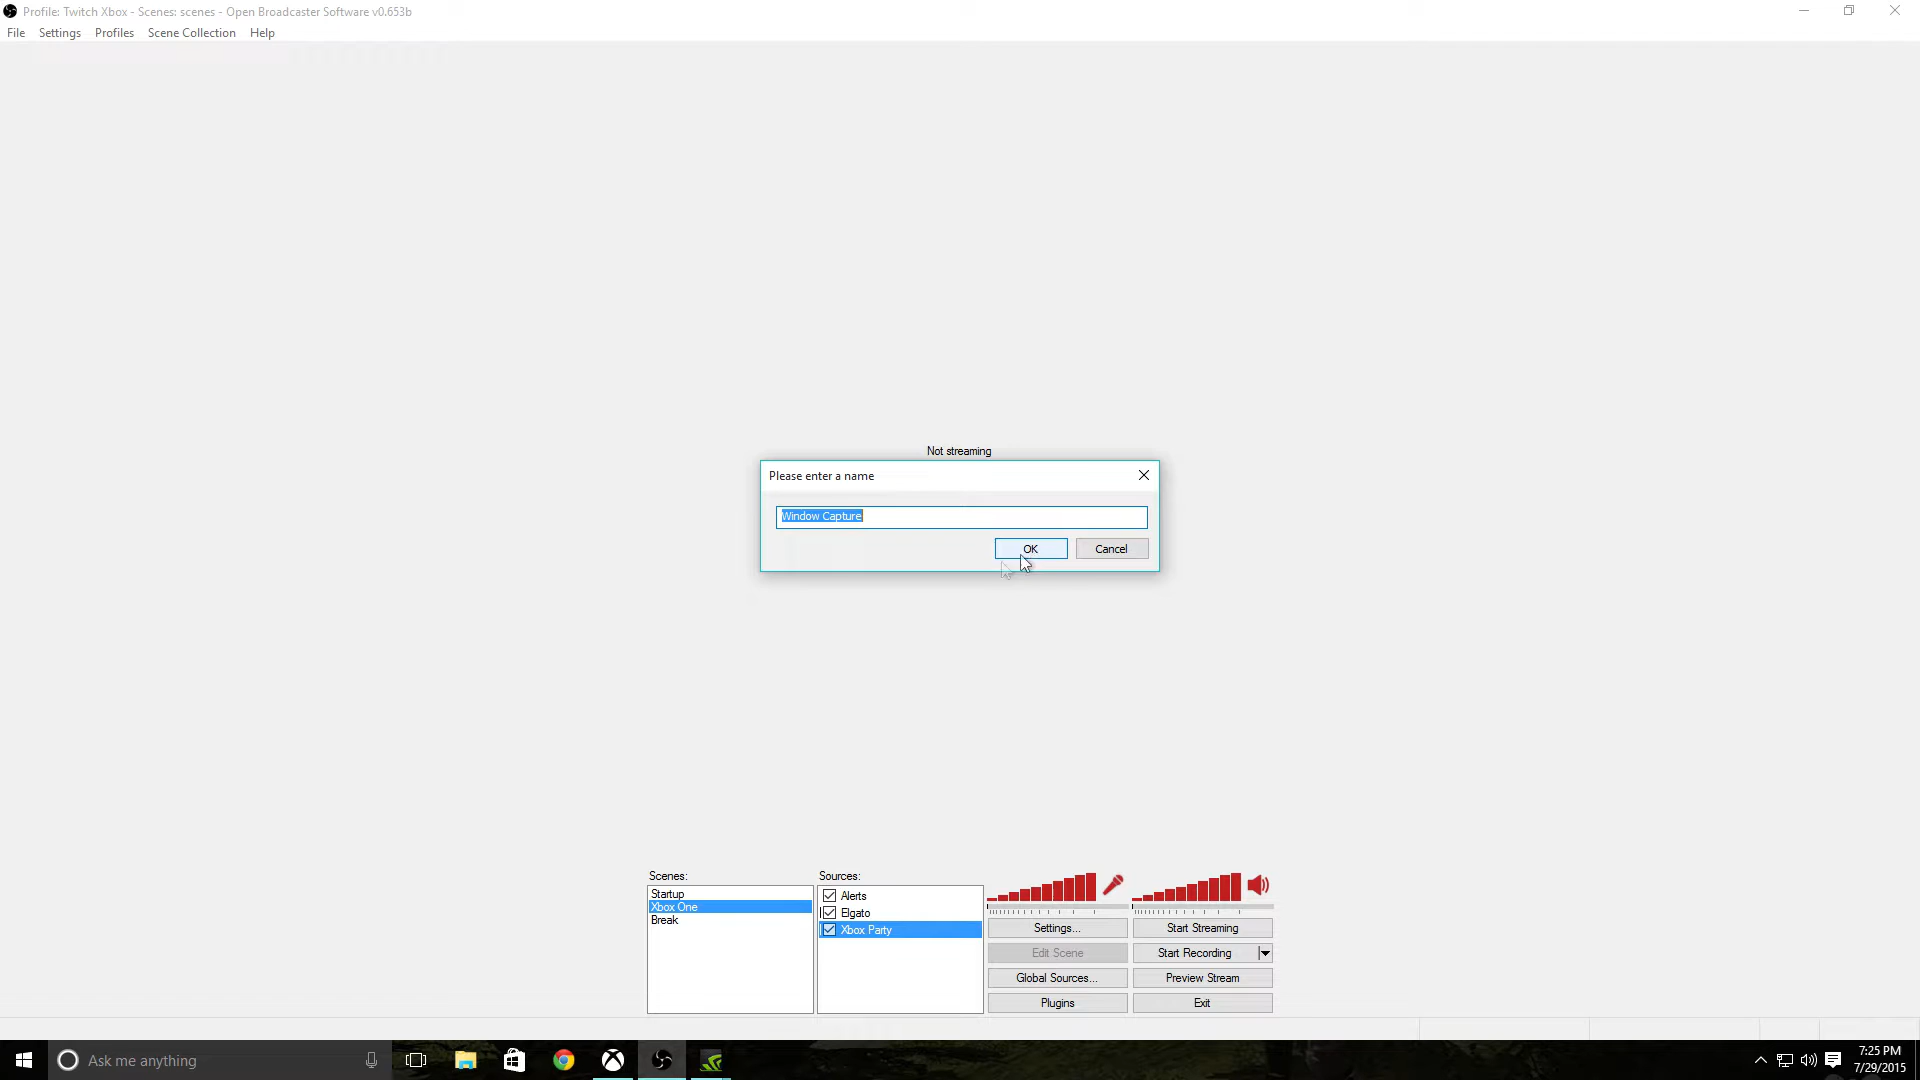 Profile: Twitch Xbox - Scenes: scenes - Open Broadcaster Software v0.653b
File Settings Profiles Scene Collection Help
Not streaming
Please enter a name
Window Capture
OK Cancel
Scenes:
Startup
Xbox One
Break
Sources:
Alerts
Elgato
Xbox Party
Settings... Start Streaming
Edit Scene Start Recording
Global Sources... Preview Stream
Plugins Exit
Ask me anything
7:25 PM
7/29/2015